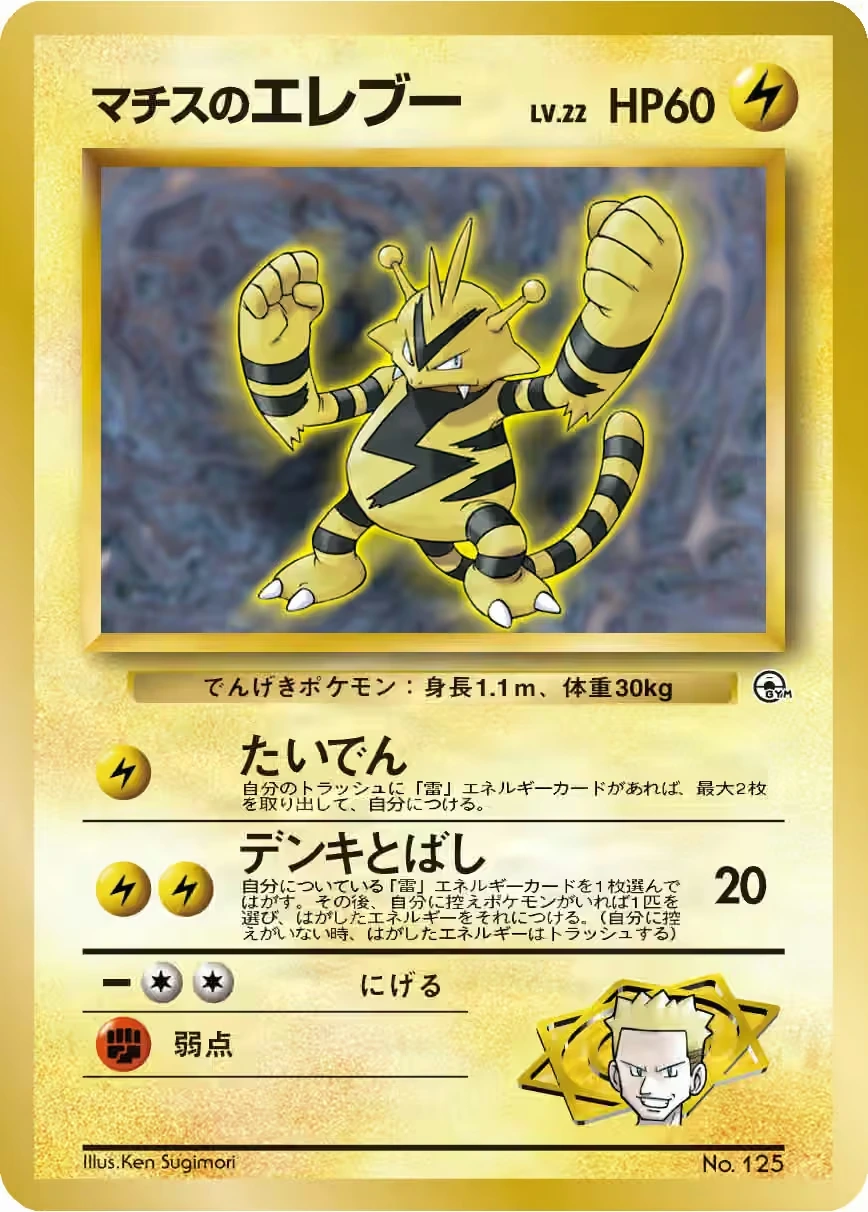 マチスのエレブー LV.22 HP60
でんげきポケモン：身長1.1m、体重30kg
GYM
たいでん
自分のトラッシュに「雷」エネルギーカードがあれば、最大2枚
を取り出して、自分につける。
デンキとばし 20
自分についている「雷」エネルギーカードを1枚選んで
はがす。その後、自分に控えポケモンがいれば1匹を
選び、はがしたエネルギーをそれにつける。（自分に控
えがいない時、はがしたエネルギーはトラッシュする）
にげる
弱点
Illus.Ken Sugimori No. 125